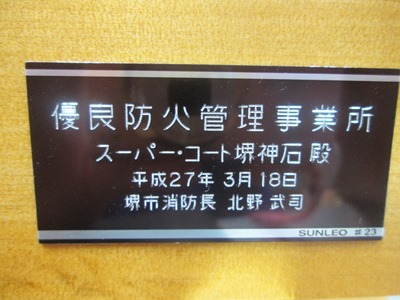 優良防火管理事業所
スーパー・コート堺神石 殿
平成27年 3月 18日
堺市消防長 北野 武司
SUNLEO #23